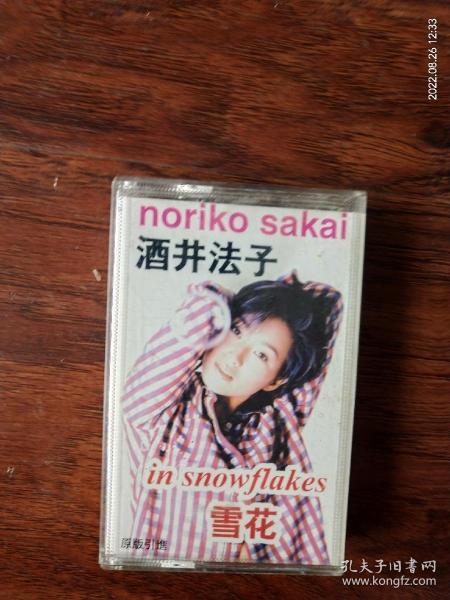 2022.08.26 12:33
noriko sakai
酒井法子
in snowflakes
雪花
原版引進
孔夫子旧书网
www.kongfz.com